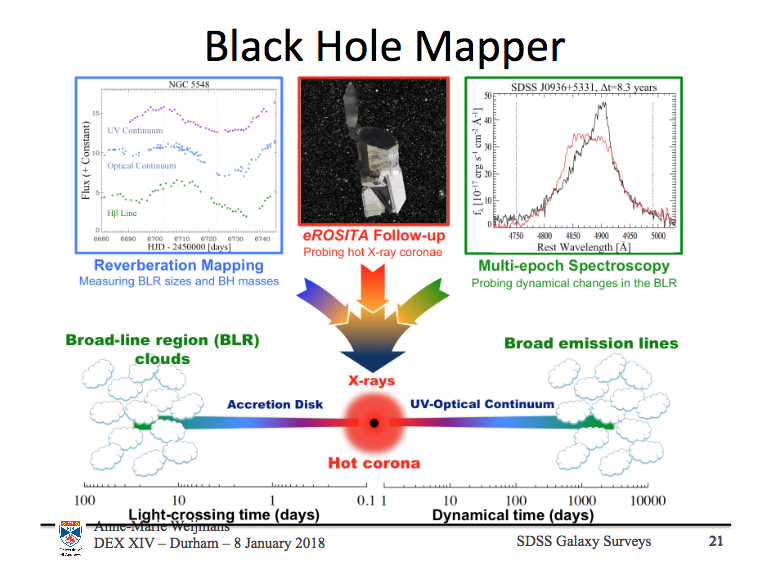 Black Hole Mapper
NGC 5548
UV Continuum
Optical Continuum
Hβ Line
Flux (+ Constant)
15
10
5
0
6680 6690 6700 6710 6720 6730 6740
HJD - 2450000 [days]
Reverberation Mapping
Measuring BLR sizes and BH masses
eROSITA Follow-up
Probing hot X-ray coronae
SDSS J0936+5331, Δt=8.3 years
50
40
30
20
10
0
fλ [10⁻¹⁷ erg s⁻¹ cm⁻² Å⁻¹]
4750 4800 4850 4900 4950 5000
Rest Wavelength [Å]
Multi-epoch Spectroscopy
Probing dynamical changes in the BLR
Broad-line region (BLR)
clouds
Broad emission lines
X-rays
Accretion Disk
UV-Optical Continuum
Hot corona
100 10 1 0.1
1 10 100 1000 10000
Light-crossing time (days)
Dynamical time (days)
Anne-Marie Weijmans
DEX XIV – Durham – 8 January 2018
SDSS Galaxy Surveys
21